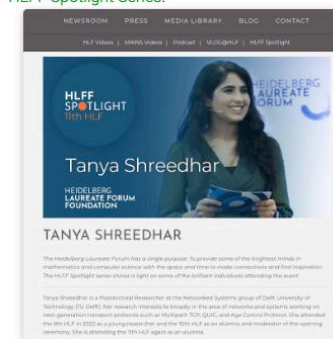 HLFF Spotlight Series:
NEWSROOM PRESS MEDIA LIBRARY BLOG CONTACT
HLF Videos | MAINS Videos | Podcast | VLOG@HLF | HLFF Spotlight
HLFF
SPOTLIGHT
11th HLF
HEIDELBERG
LAUREATE
FORUM
Tanya Shreedhar
HEIDELBERG
LAUREATE FORUM
FOUNDATION
TANYA SHREEDHAR
The Heidelberg Laureate Forum has a single purpose: To provide some of the brightest minds in
mathematics and computer science with the space and time to make connections and find inspiration.
The HLFF Spotlight series shines a light on some of the brilliant individuals attending the event.
Tanya Shreedhar is a Postdoctoral Researcher at the Networked Systems group of Delft University of
Technology (TU Delft). Her research interests lie broadly in the area of networks and systems, working on
next-generation transport protocols such as Multipath TCP, QUIC, and Age Control Protocol. She attended
the 9th HLF in 2022 as a young researcher and the 10th HLF as an alumna and moderator of the opening
ceremony. She is attending the 11th HLF again as an alumna.